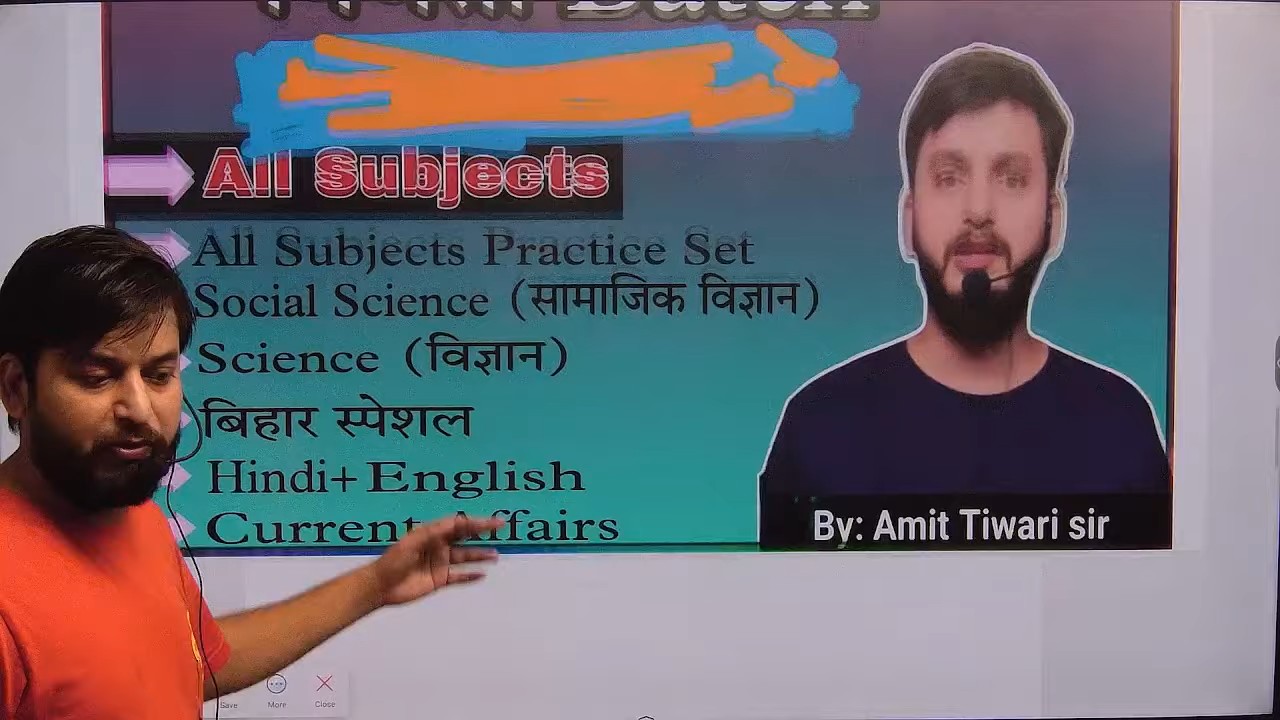 All Subjects
All Subjects Practice Set
Social Science (सामाजिक विज्ञान)
Science (विज्ञान)
बिहार स्पेशल
Hindi+English
Current Affairs
By: Amit Tiwari sir
Save
More
Close